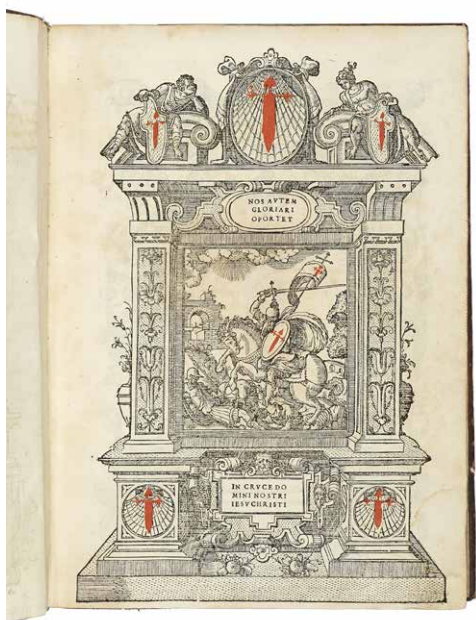 NOS AVTEM
GLORIARI
OPORTET
IN CRVCE DO
MINI NOSTRI
IESV CHRISTI